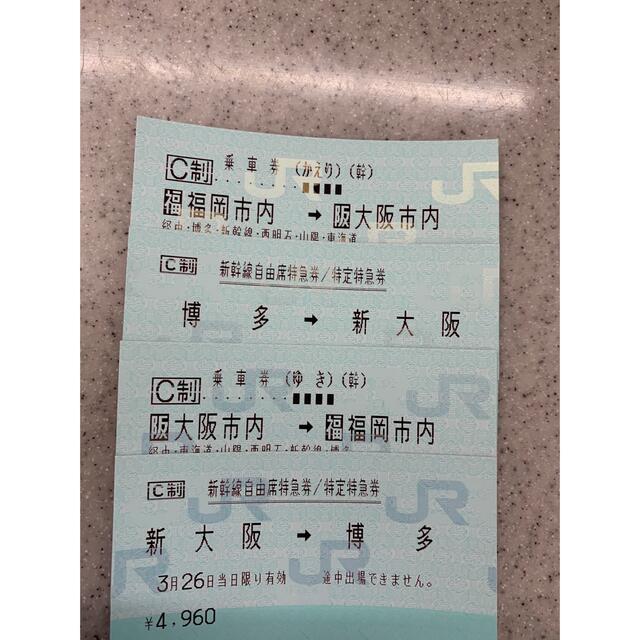 C制 乗車券(かえり)(幹)
福福岡市内 → 阪大阪市内
経由・博多・新幹線・西明石・山陽・東海道
C制 新幹線自由席特急券/特定特急券
博多 → 新大阪
C制 乗車券(ゆき)(幹)
阪大阪市内 → 福福岡市内
経由・東海道・山陽・西明石・新幹線・博多
C制 新幹線自由席特急券/特定特急券
新大阪 → 博多
3月26日当日限り有効 途中出場できません。
¥4,960
JR
JR
JR
JR